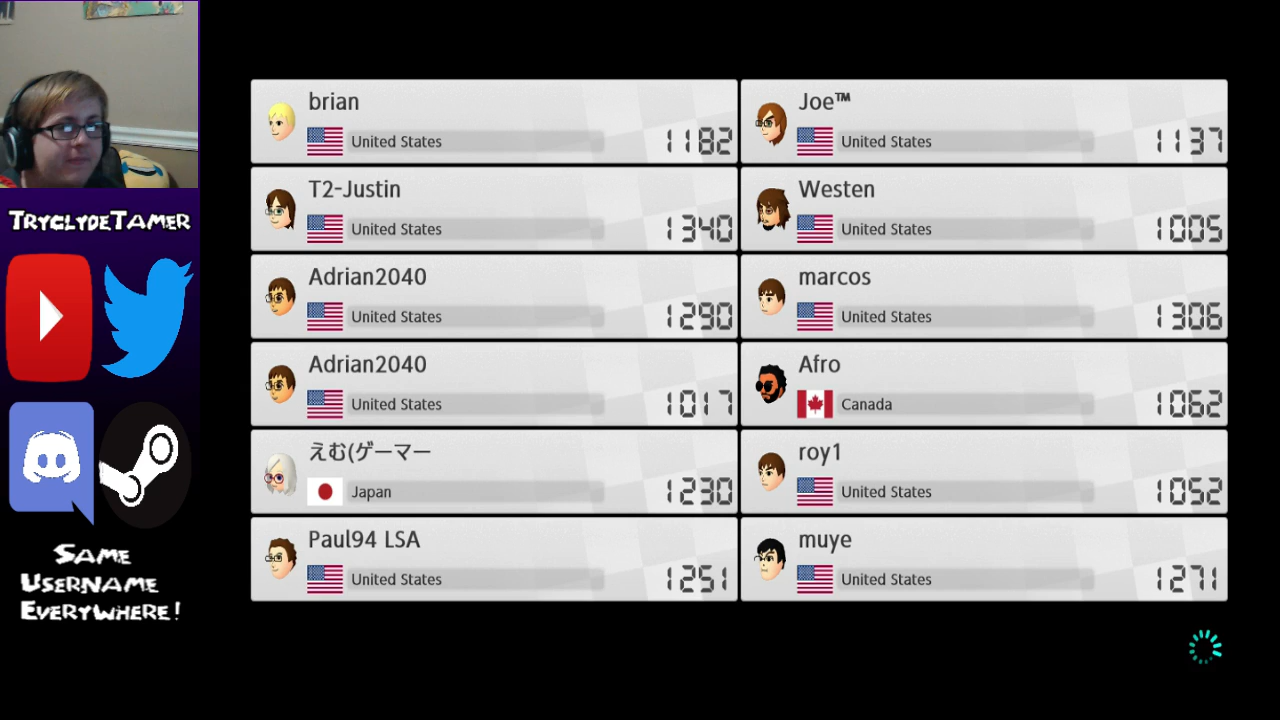 TRYCLYDETAMER
SAME
USERNAME
EVERYWHERE!
brian
United States
1182
Joe™
United States
1137
T2-Justin
United States
1340
Westen
United States
1005
Adrian2040
United States
1290
marcos
United States
1306
Adrian2040
United States
1017
Afro
Canada
1062
えむ(ゲーマー
Japan
1230
roy1
United States
1052
Paul94 LSA
United States
1251
muye
United States
1271